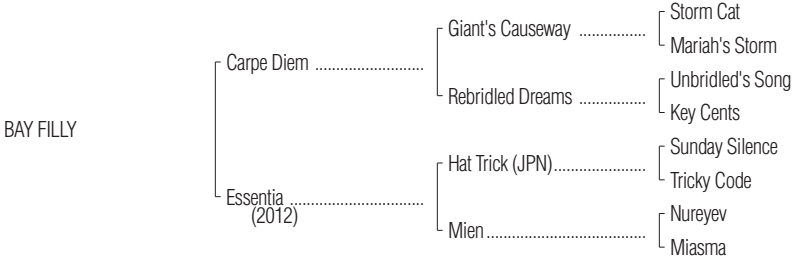 Storm Cat
Giant's Causeway ................
Mariah's Storm
Carpe Diem ..........................
Unbridled's Song
Rebridled Dreams ................
Key Cents
BAY FILLY
Sunday Silence
Hat Trick (JPN)......................
Tricky Code
Essentia ................................
(2012)
Nureyev
Mien......................................
Miasma